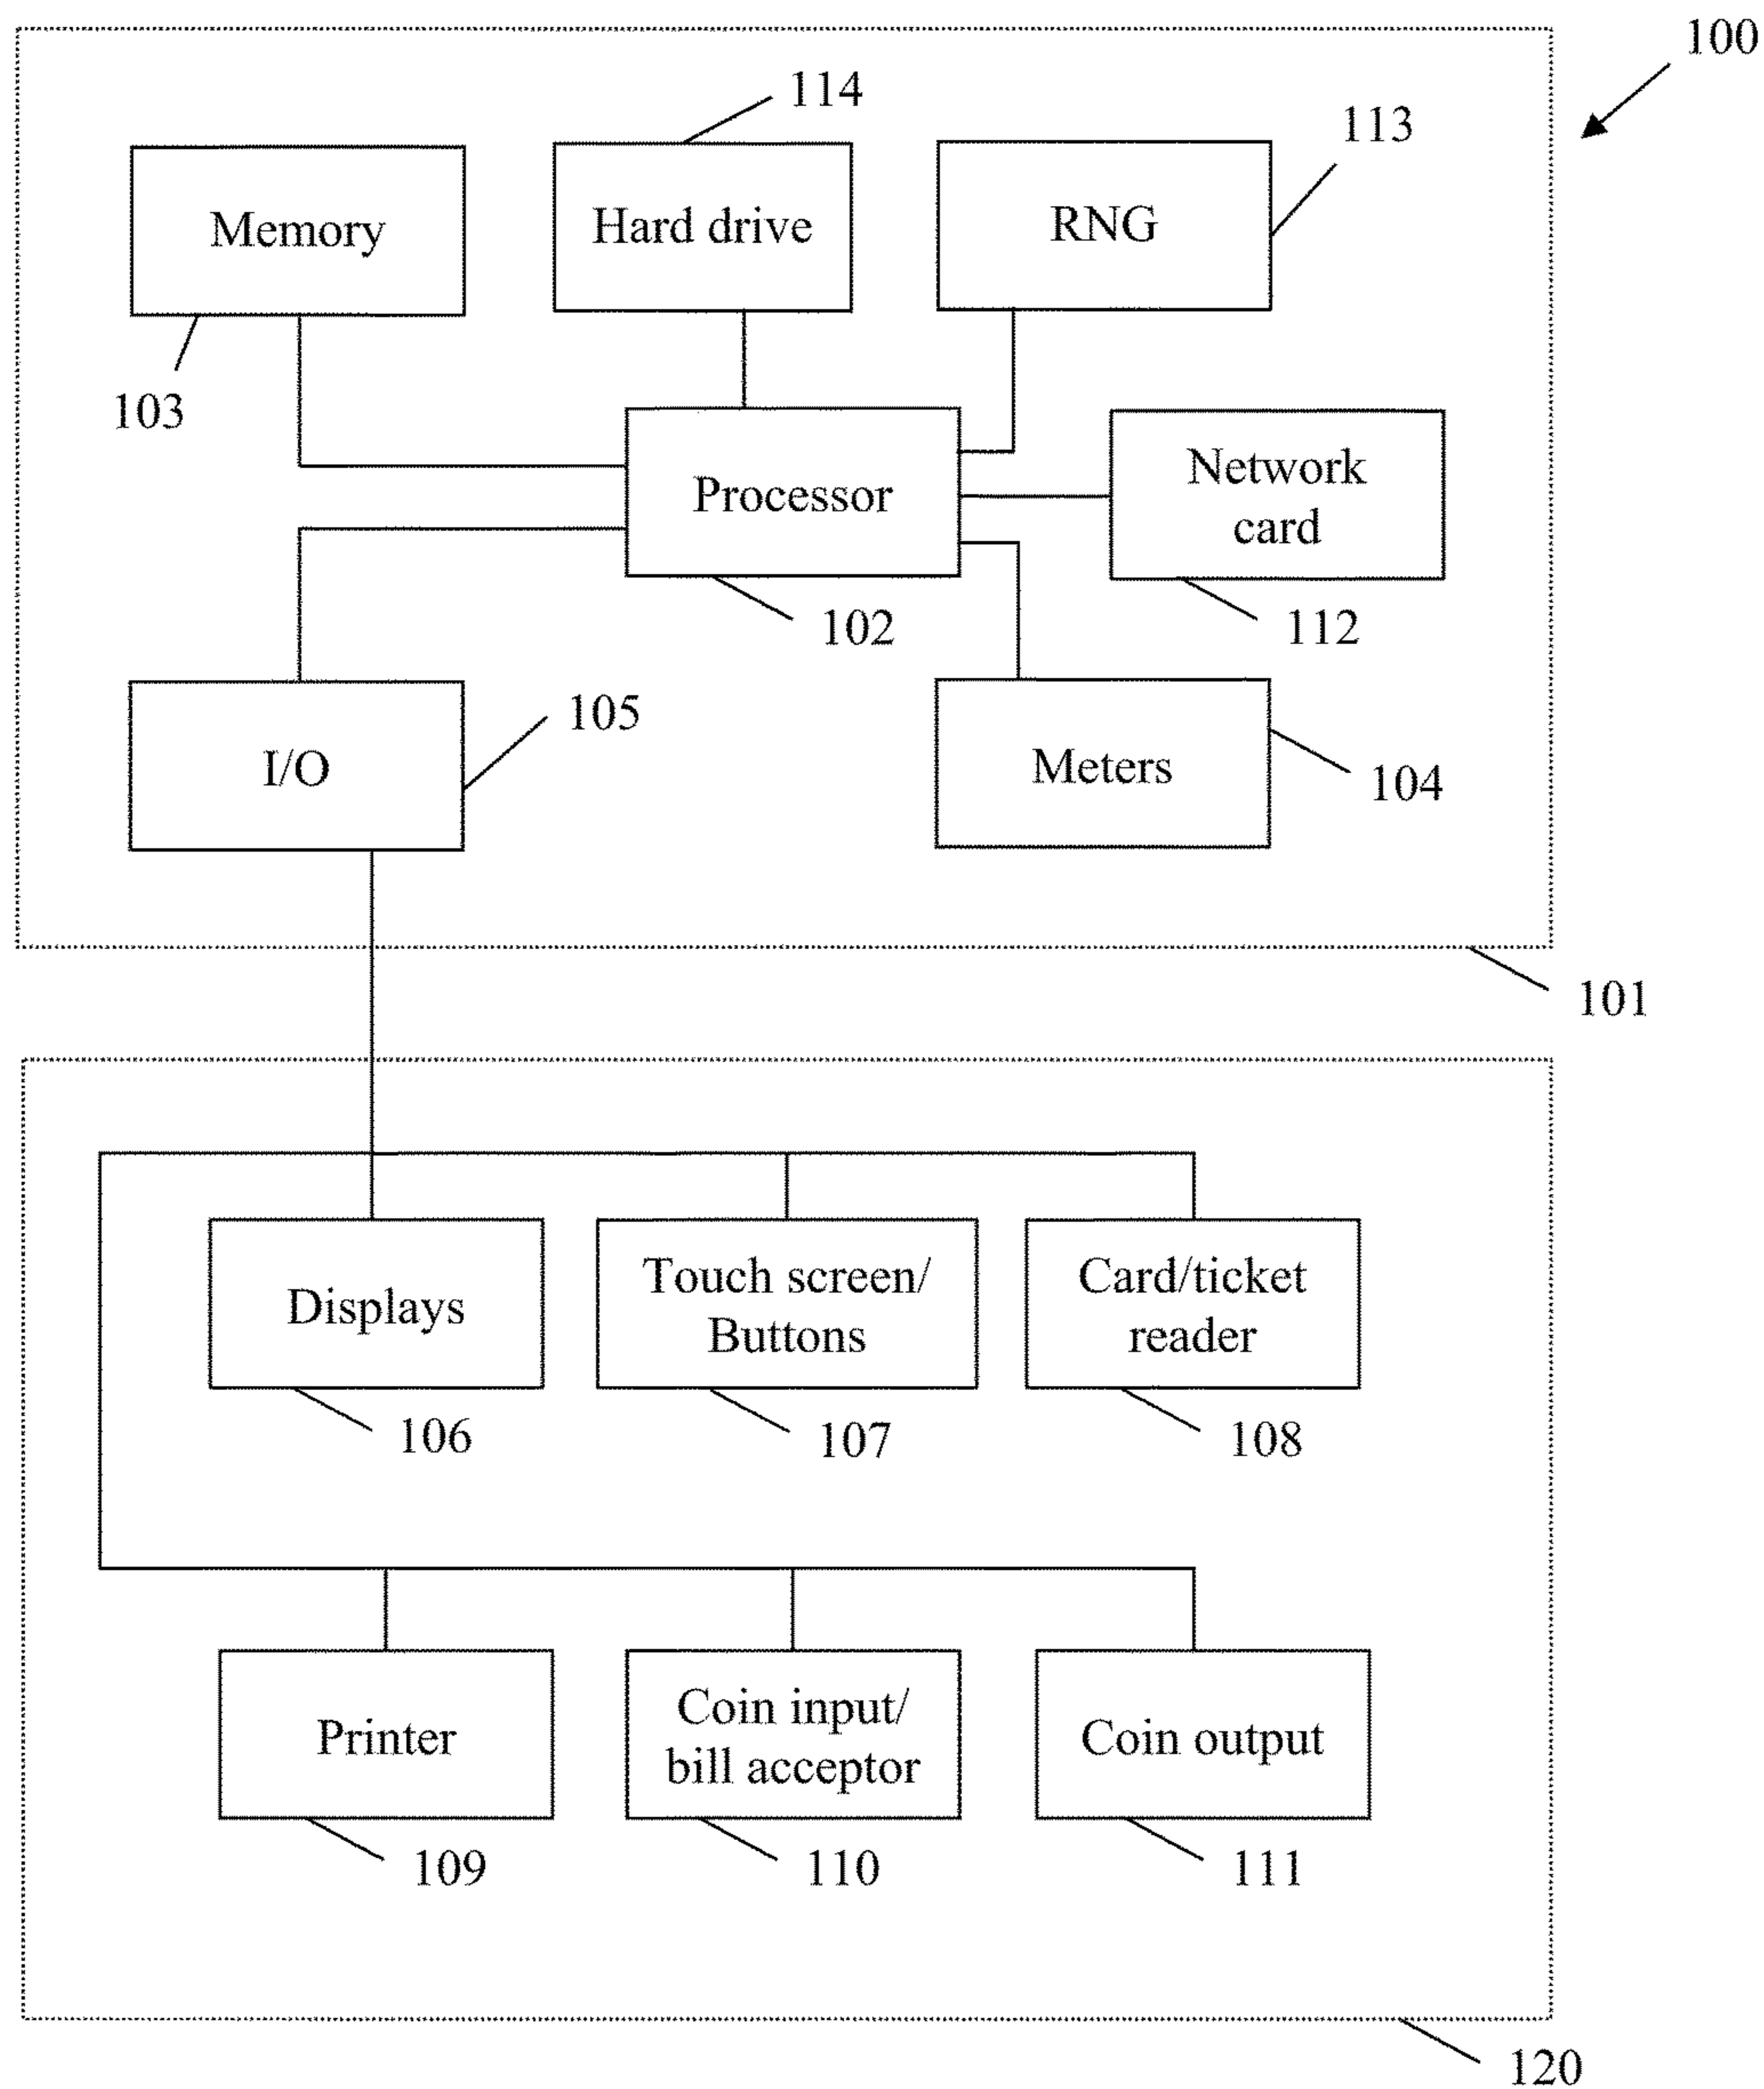 100
114
113
Memory
Hard drive
RNG
103
Processor
Network
card
102
112
I/O
105
Meters
104
101
Displays
Touch screen/
Buttons
Card/ticket
reader
106
107
108
Printer
Coin input/
bill acceptor
Coin output
109
110
111
120